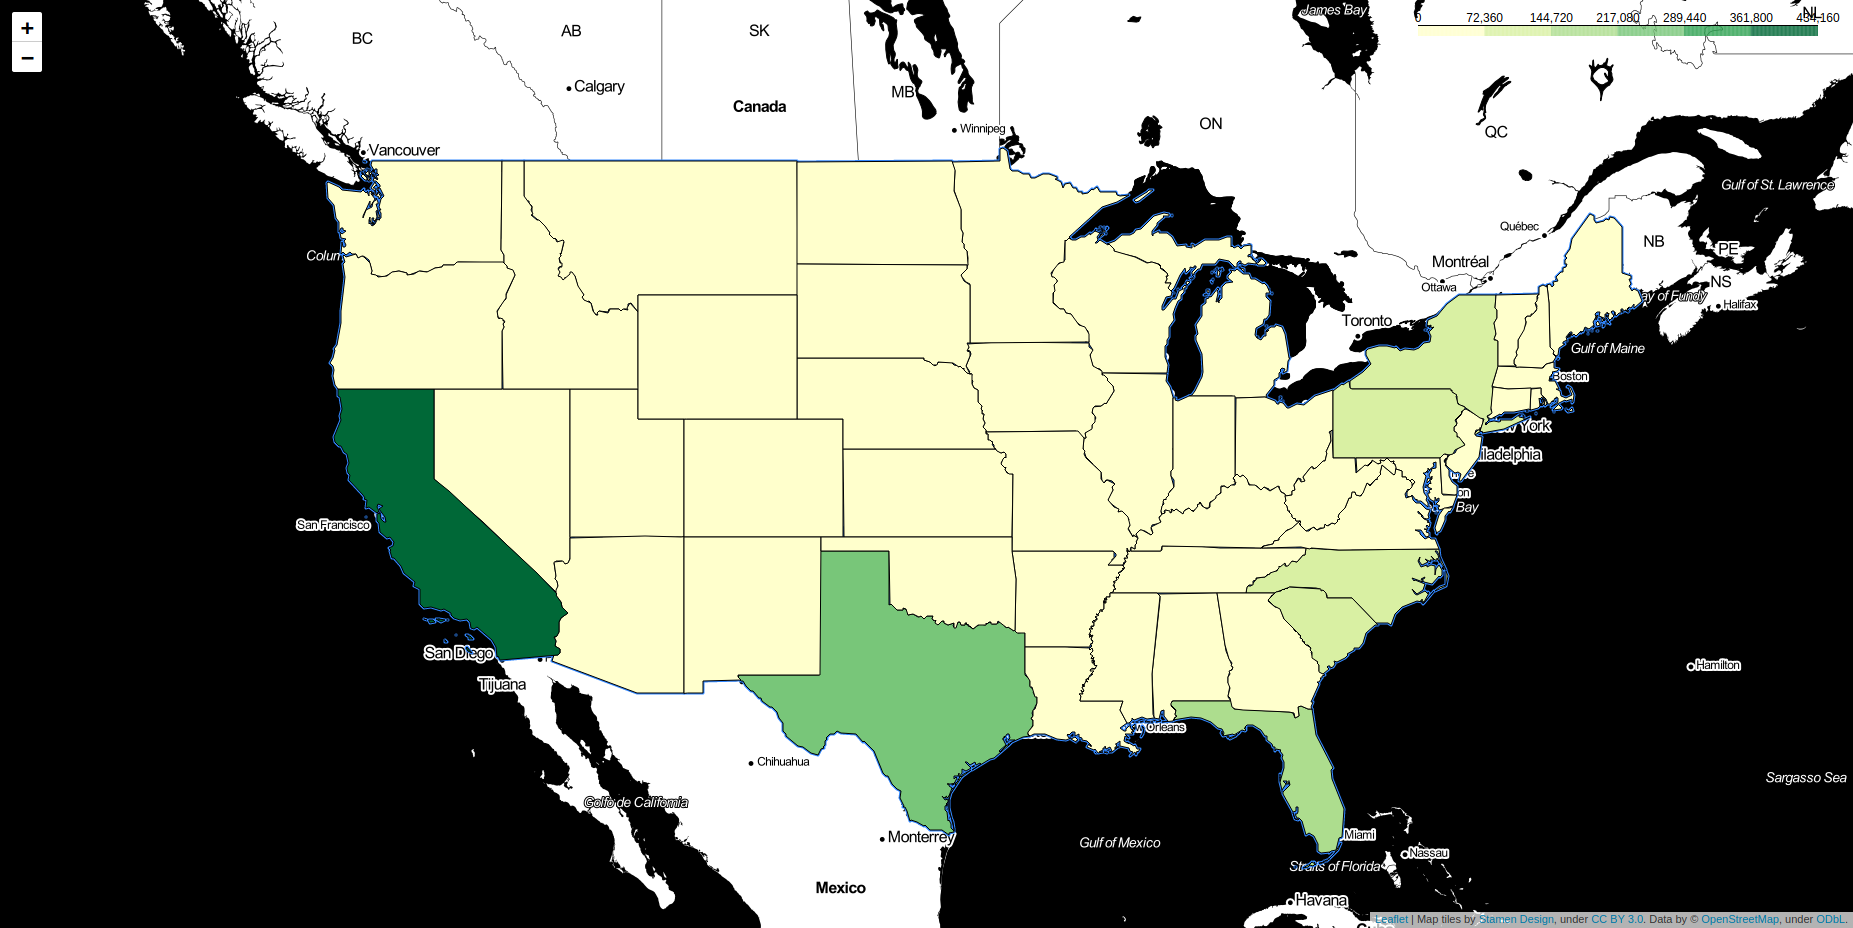 +
−
BC
AB
SK
MB
ON
QC
James Bay
NL
0 72,360 144,720 217,080 289,440 361,800 434,160
Calgary
Canada
Winnipeg
Vancouver
Gulf of St. Lawrence
Québec
NB
PE
NS
Montréal
Ottawa
Halifax
ay of Fundy
Toronto
Gulf of Maine
Boston
Colum
York
iladelphia
on
Bay
San Francisco
San Diego
Tijuana
Hamilton
Orleans
Chihuahua
Sargasso Sea
Golfo de California
Monterrey
Gulf of Mexico
Miami
Nassau
Straits of Florida
Mexico
Havana
Leaflet | Map tiles by Stamen Design, under CC BY 3.0. Data by © OpenStreetMap, under ODbL.